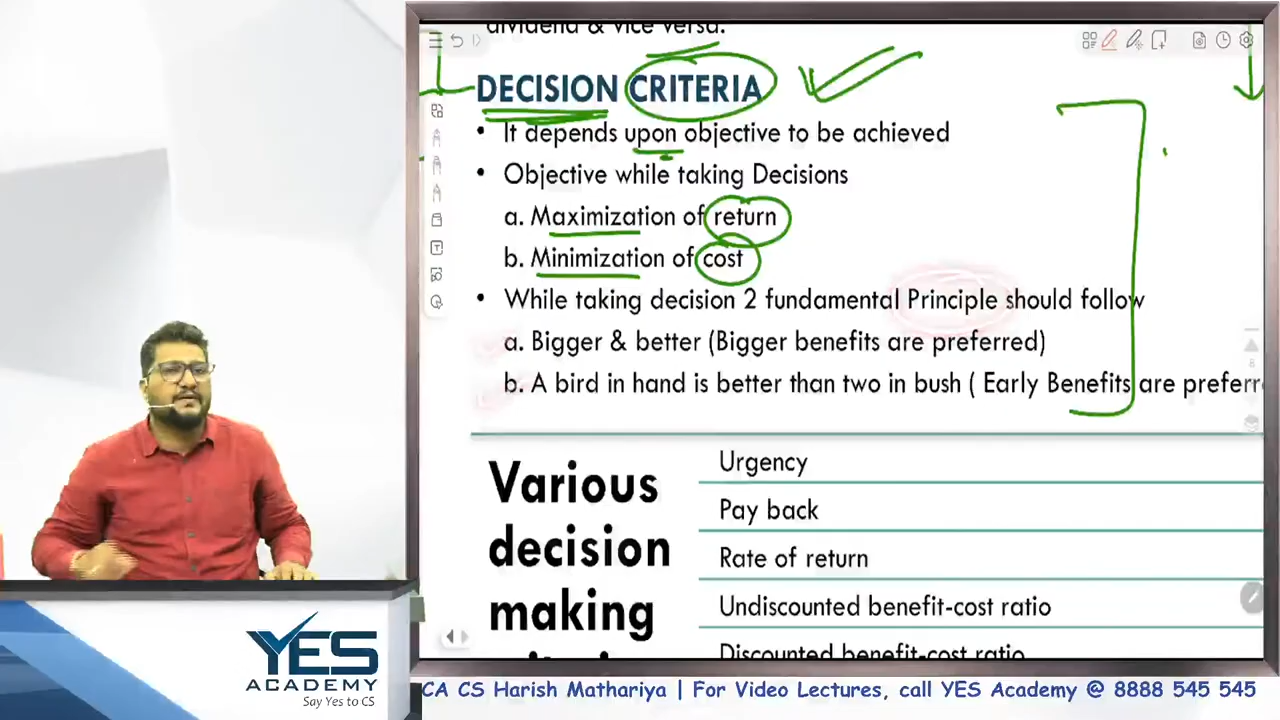 dividend & vice versa.
DECISION CRITERIA
• It depends upon objective to be achieved
• Objective while taking Decisions
a. Maximization of return
b. Minimization of cost
• While taking decision 2 fundamental Principle should follow
a. Bigger & better (Bigger benefits are preferred)
b. A bird in hand is better than two in bush ( Early Benefits are preferr
Various
decision
making
Urgency
Pay back
Rate of return
Undiscounted benefit-cost ratio
Discounted benefit-cost ratio
8
YES
ACADEMY
Say Yes to CS
CA CS Harish Mathariya | For Video Lectures, call YES Academy @ 8888 545 545